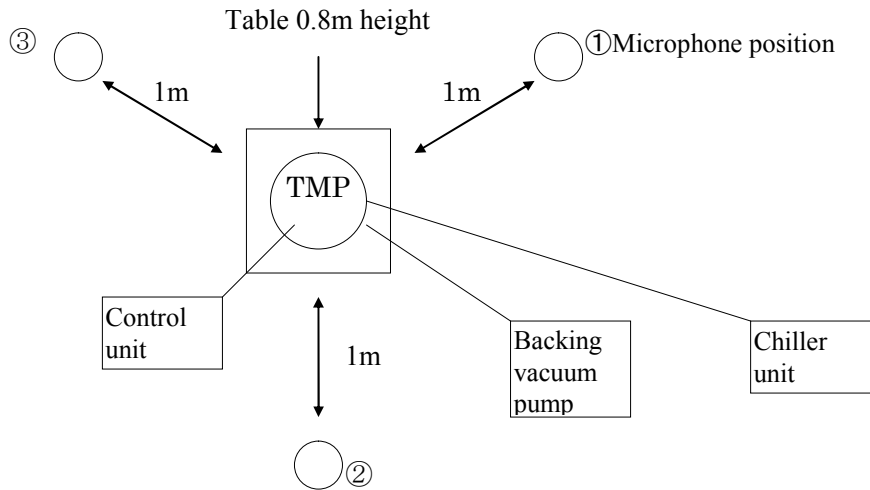 Table 0.8m height
③
①Microphone position
1m
1m
TMP
Control
unit
1m
Backing
vacuum
pump
Chiller
unit
②